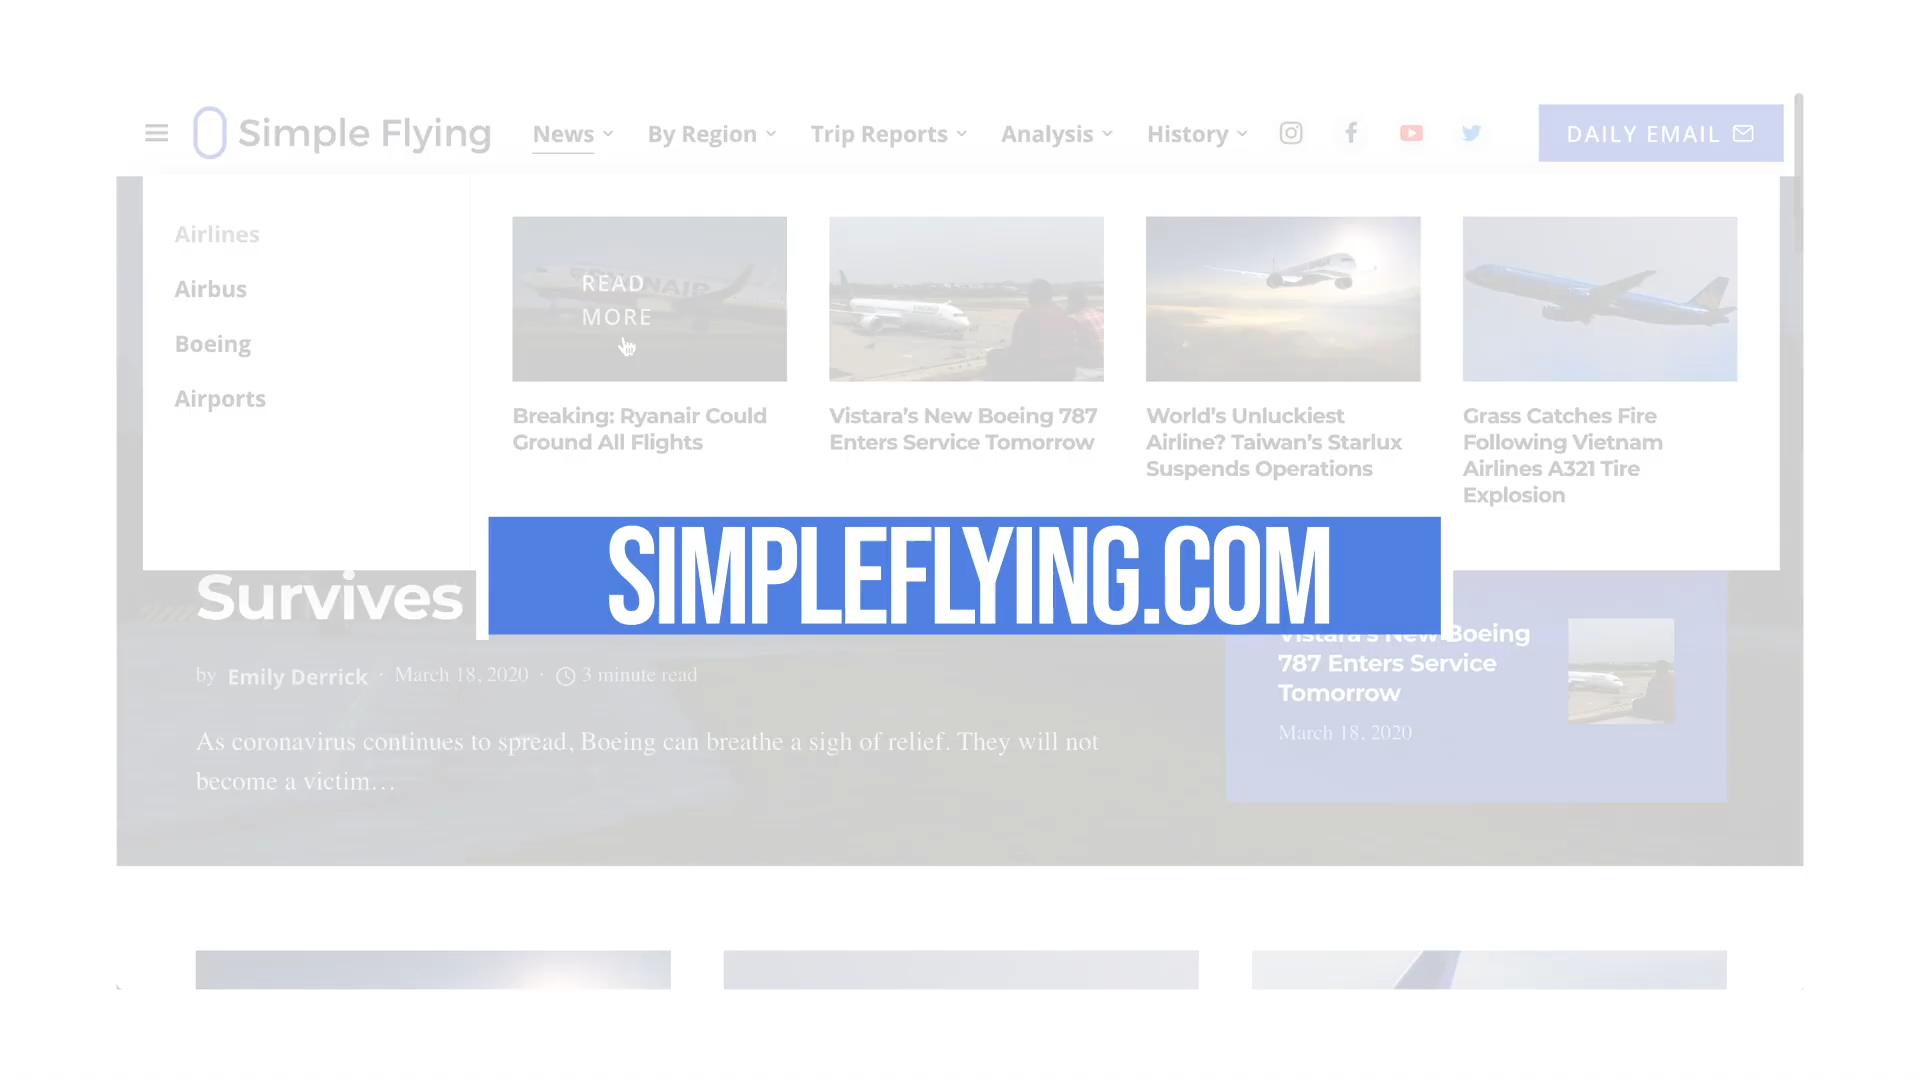 Simple Flying
News
By Region
Trip Reports
Analysis
History
DAILY EMAIL
Airlines
Airbus
Boeing
Airports
READ
MORE
Breaking: Ryanair Could
Ground All Flights
Vistara’s New Boeing 787
Enters Service Tomorrow
World’s Unluckiest
Airline? Taiwan’s Starlux
Suspends Operations
Grass Catches Fire
Following Vietnam
Airlines A321 Tire
Explosion
SIMPLEFLYING.COM
Survives
by Emily Derrick · March 18, 2020 · 3 minute read
As coronavirus continues to spread, Boeing can breathe a sigh of relief. They will not
become a victim…
Vistara’s New Boeing
787 Enters Service
Tomorrow
March 18, 2020